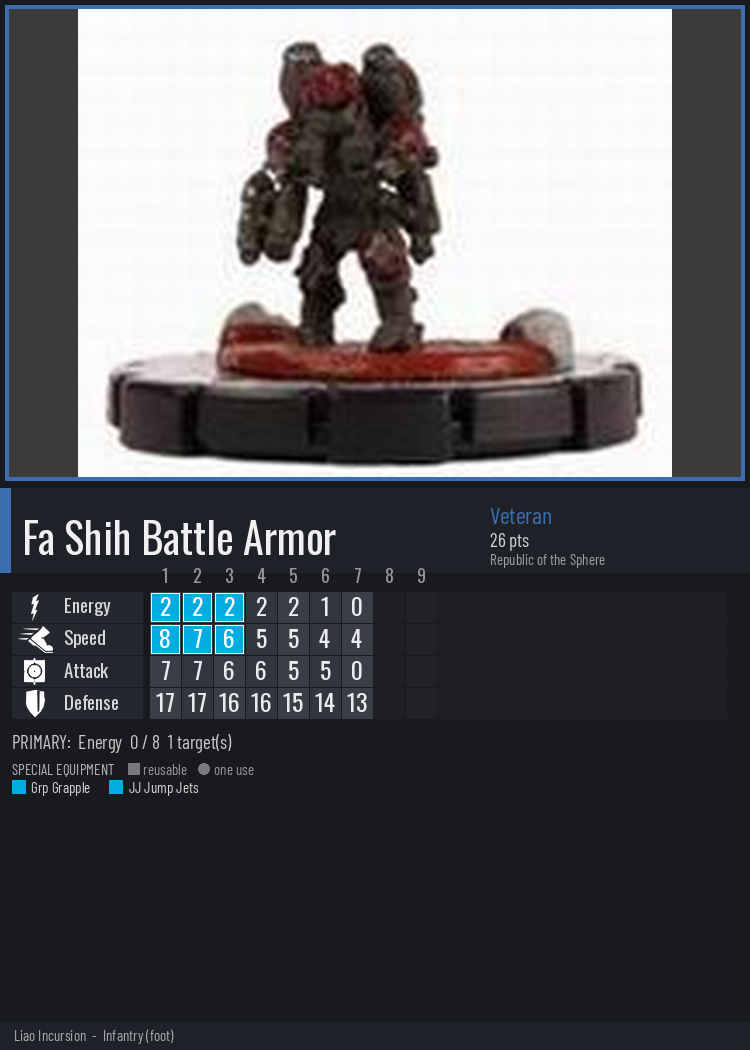 Fa Shih Battle Armor
Veteran
26 pts
Republic of the Sphere
1 2 3 4 5 6 7 8 9
Energy 2 2 2 2 2 1 0
Speed 8 7 6 5 5 4 4
Attack 7 7 6 6 5 5 0
Defense 17 17 16 16 15 14 13
PRIMARY: Energy 0 / 8 1 target(s)
SPECIAL EQUIPMENT reusable one use
Grp Grapple JJ Jump Jets
Liao Incursion - Infantry (foot)